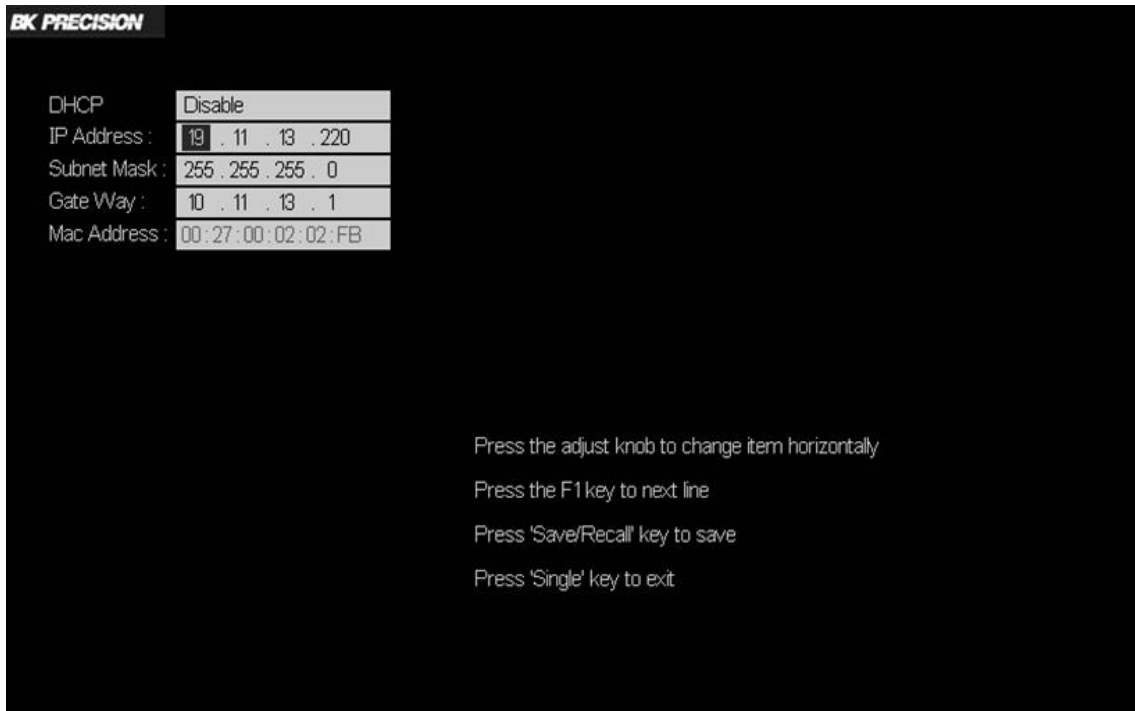 BK PRECISION
DHCP Disable
IP Address : 19 . 11 . 13 . 220
Subnet Mask : 255 . 255 . 255 . 0
Gate Way : 10 . 11 . 13 . 1
Mac Address : 00:27:00:02:02:FB
Press the adjust knob to change item horizontally
Press the F1 key to next line
Press 'Save/Recall' key to save
Press 'Single' key to exit